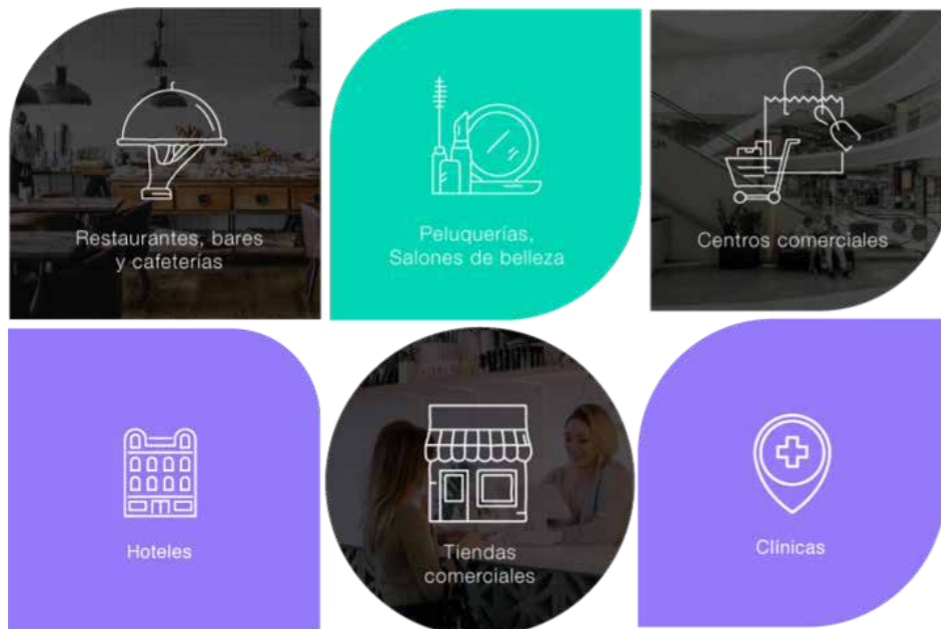 Restaurantes, bares
y cafeterías
Peluquerías,
Salones de belleza
Centros comerciales
Hoteles
Tiendas
comerciales
Clínicas